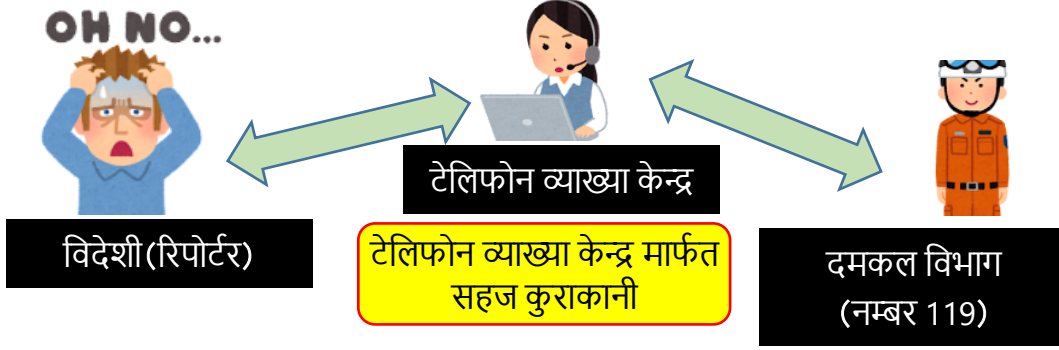 OH NO...
टेलिफोन व्याख्या केन्द्र
विदेशी(रिपोर्टर)
टेलिफोन व्याख्या केन्द्र मार्फत
सहज कुराकानी
दमकल विभाग
(नम्बर 119)